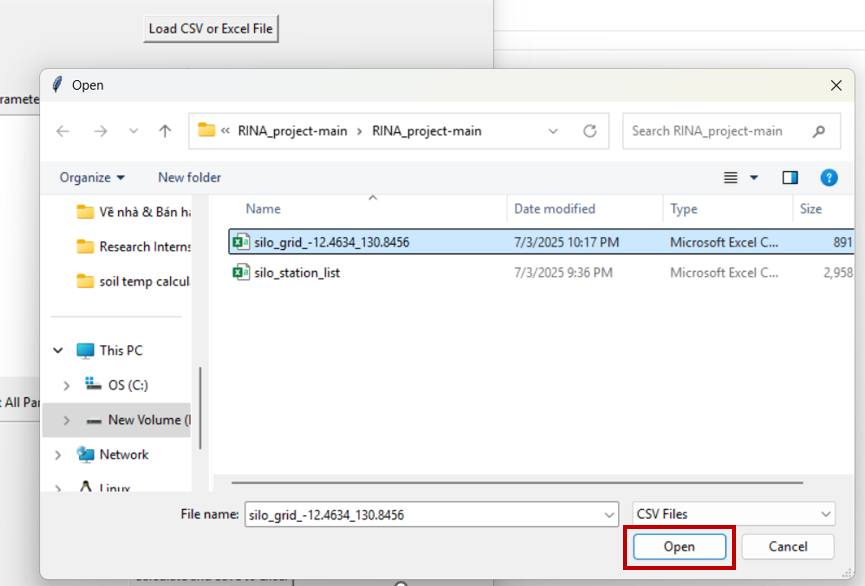 Load CSV or Excel File
Open
ramete
« RINA_project-main › RINA_project-main
Search RINA_project-main
Organize
New folder
Name
Date modified
Type
Size
Về nhà & Bán hà
silo_grid_-12.4634_130.8456
7/3/2025 10:17 PM
Microsoft Excel C...
891
Research Interns
silo_station_list
7/3/2025 9:36 PM
Microsoft Excel C...
2,958
soil temp calcul
This PC
OS (C:)
t All Par
New Volume (
Network
Linux
File name:
silo_grid_-12.4634_130.8456
CSV Files
Open
Cancel